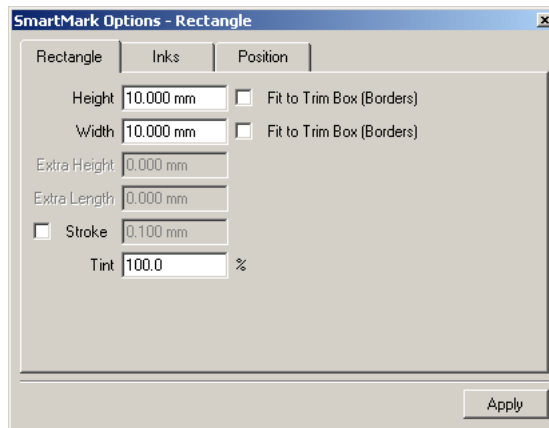 SmartMark Options - Rectangle
Rectangle Inks Position
Height 10.000 mm Fit to Trim Box (Borders)
Width 10.000 mm Fit to Trim Box (Borders)
Extra Height 0.000 mm
Extra Length 0.000 mm
Stroke 0.100 mm
Tint 100.0 %
Apply